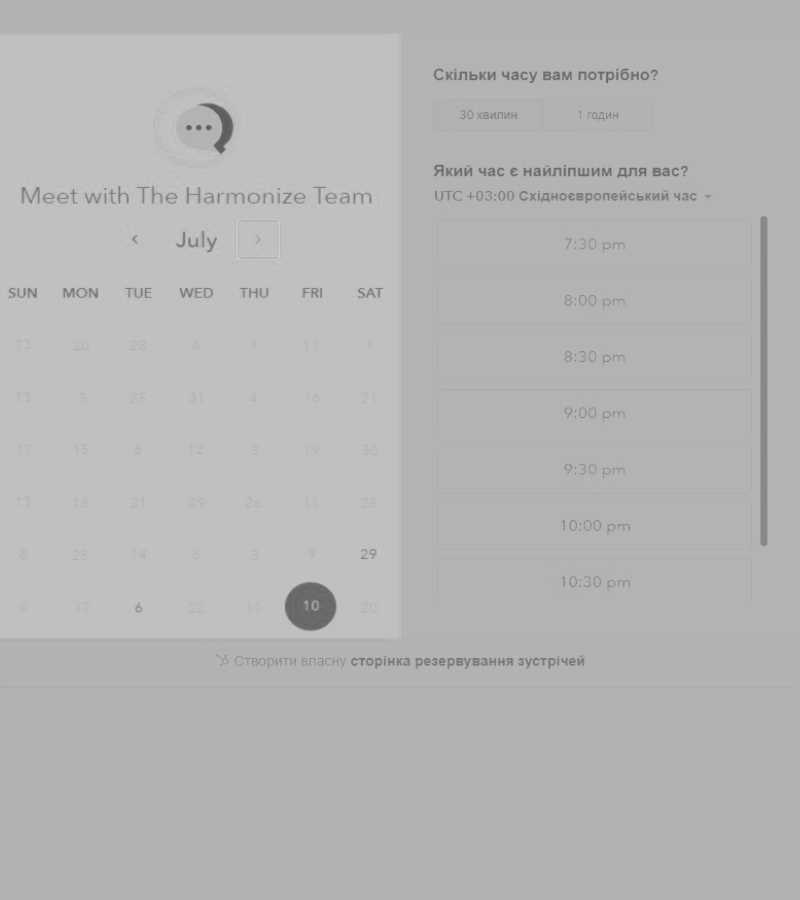 Meet with The Harmonize Team
July
SUN MON TUE WED THU FRI SAT
13 20 28 6 1 11 1
13 3 25 31 4 16 21
17 15 6 12 3 19 30
13 13 21 29 26 11 28
8 25 14 8 3 9 29
6 17 6 22 11 10 20
Скільки часу вам потрібно?
30 хвилин 1 годин
Який час є найліпшим для вас?
UTC +03:00 Східноєвропейський час
7:30 pm
8:00 pm
8:30 pm
9:00 pm
9:30 pm
10:00 pm
10:30 pm
Створити власну сторінка резервування зустрічей